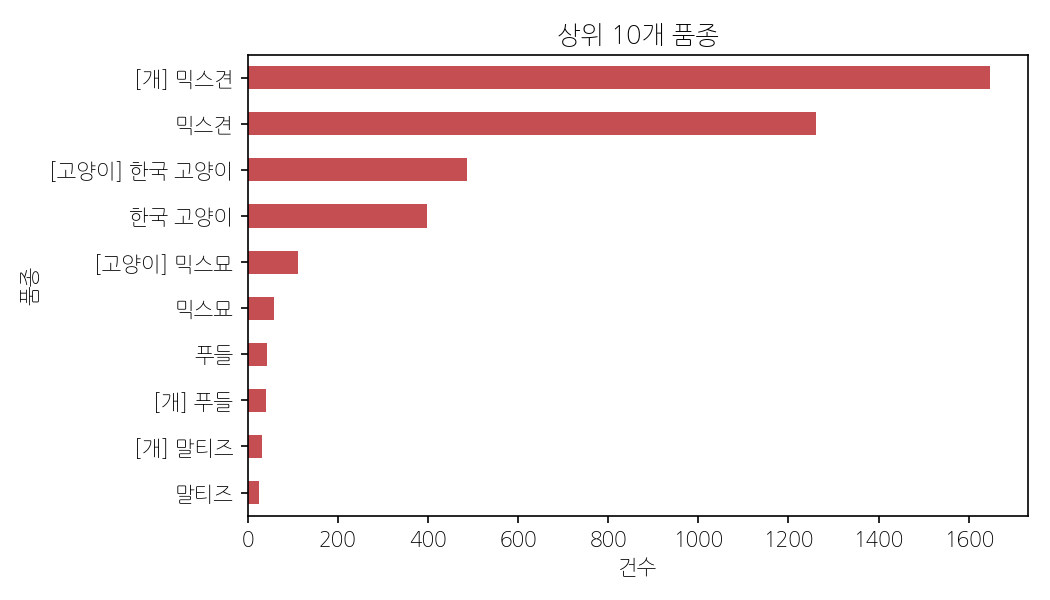 상위 10개 품종
[개] 믹스견
믹스견
[고양이] 한국 고양이
한국 고양이
[고양이] 믹스묘
믹스묘
푸들
[개] 푸들
[개] 말티즈
말티즈
품종
0 200 400 600 800 1000 1200 1400 1600
건수